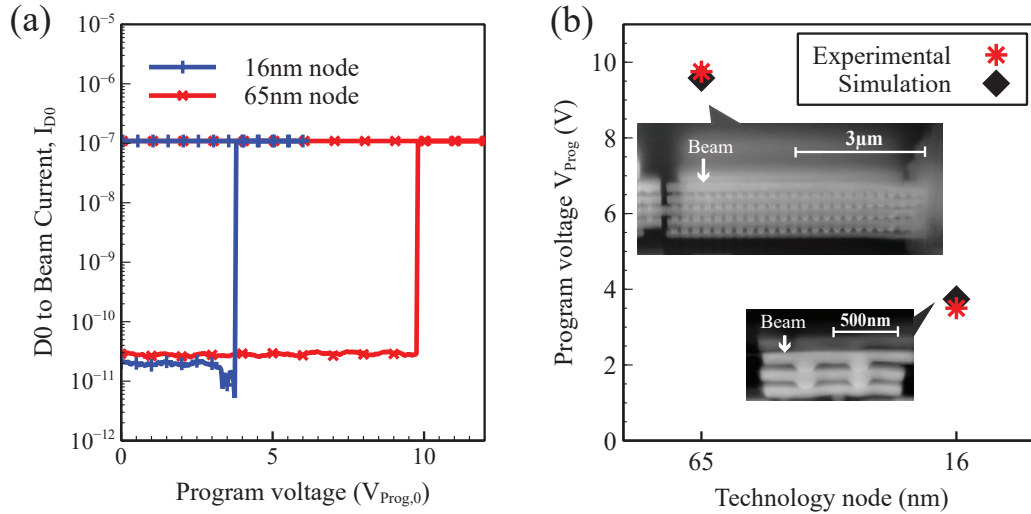 (a)
10⁻⁵
10⁻⁶
10⁻⁷
10⁻⁸
10⁻⁹
10⁻¹⁰
10⁻¹¹
10⁻¹²
D0 to Beam Current, I_D0
16nm node
65nm node
0 5 10
Program voltage (V_Prog,0)
(b)
10
8
6
4
2
0
Program voltage V_Prog (V)
Experimental
Simulation
Beam
3μm
Beam
500nm
65 16
Technology node (nm)